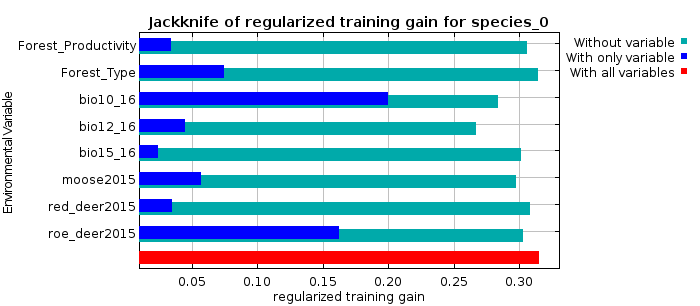 Jackknife of regularized training gain for species_0
Forest_Productivity
Forest_Type
bio10_16
bio12_16
bio15_16
moose2015
red_deer2015
roe_deer2015
Environmental Variable
Without variable
With only variable
With all variables
0.05 0.10 0.15 0.20 0.25 0.30
regularized training gain